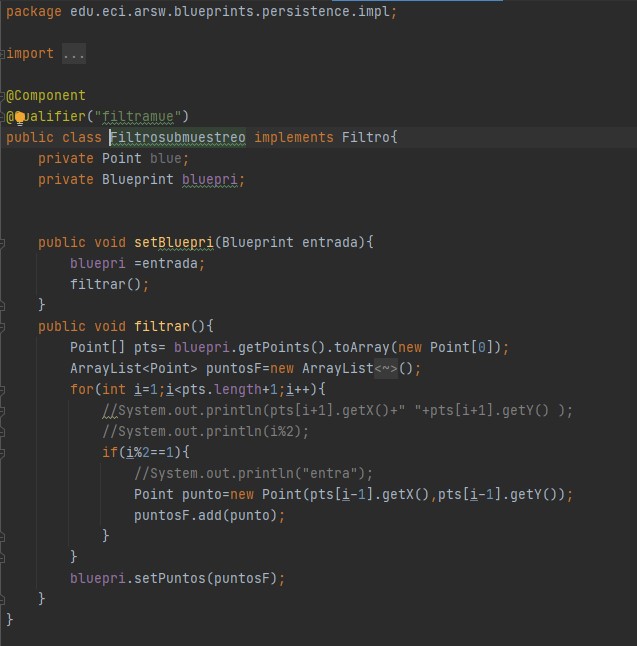 package edu.eci.arsw.blueprints.persistence.impl;
import ...
@Component
@Qualifier("filtramue")
public class Filtrosubmuestreo implements Filtro{
    private Point blue;
    private Blueprint bluepri;
    public void setBluepri(Blueprint entrada){
        bluepri =entrada;
        filtrar();
    }
    public void filtrar(){
        Point[] pts= bluepri.getPoints().toArray(new Point[0]);
        ArrayList<Point> puntosF=new ArrayList<~>();
        for(int i=1;i<pts.length+1;i++){
            //System.out.println(pts[i+1].getX()+" "+pts[i+1].getY() );
            //System.out.println(i%2);
            if(i%2==1){
                //System.out.println("entra");
                Point punto=new Point(pts[i-1].getX(),pts[i-1].getY());
                puntosF.add(punto);
            }
        }
        bluepri.setPuntos(puntosF);
    }
}